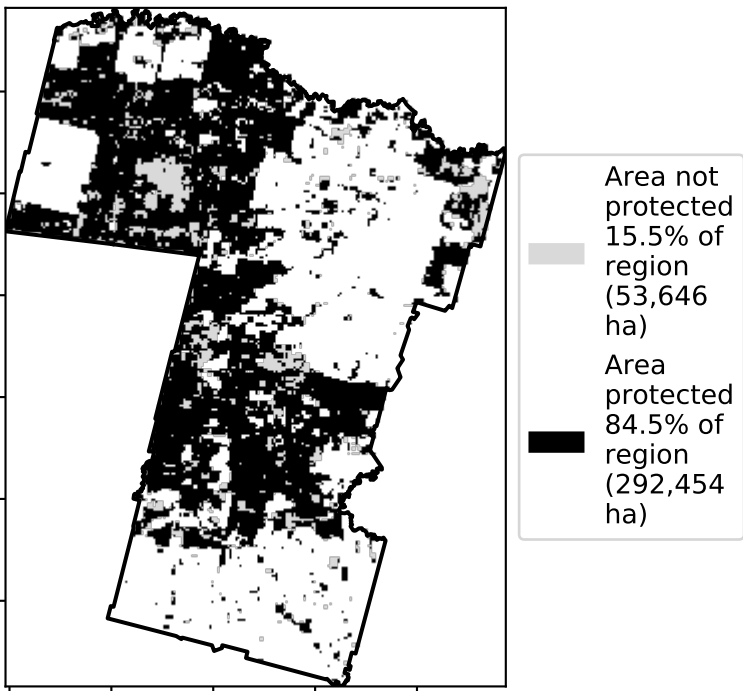 Area not
protected
15.5% of
region
(53,646
ha)
Area
protected
84.5% of
region
(292,454
ha)